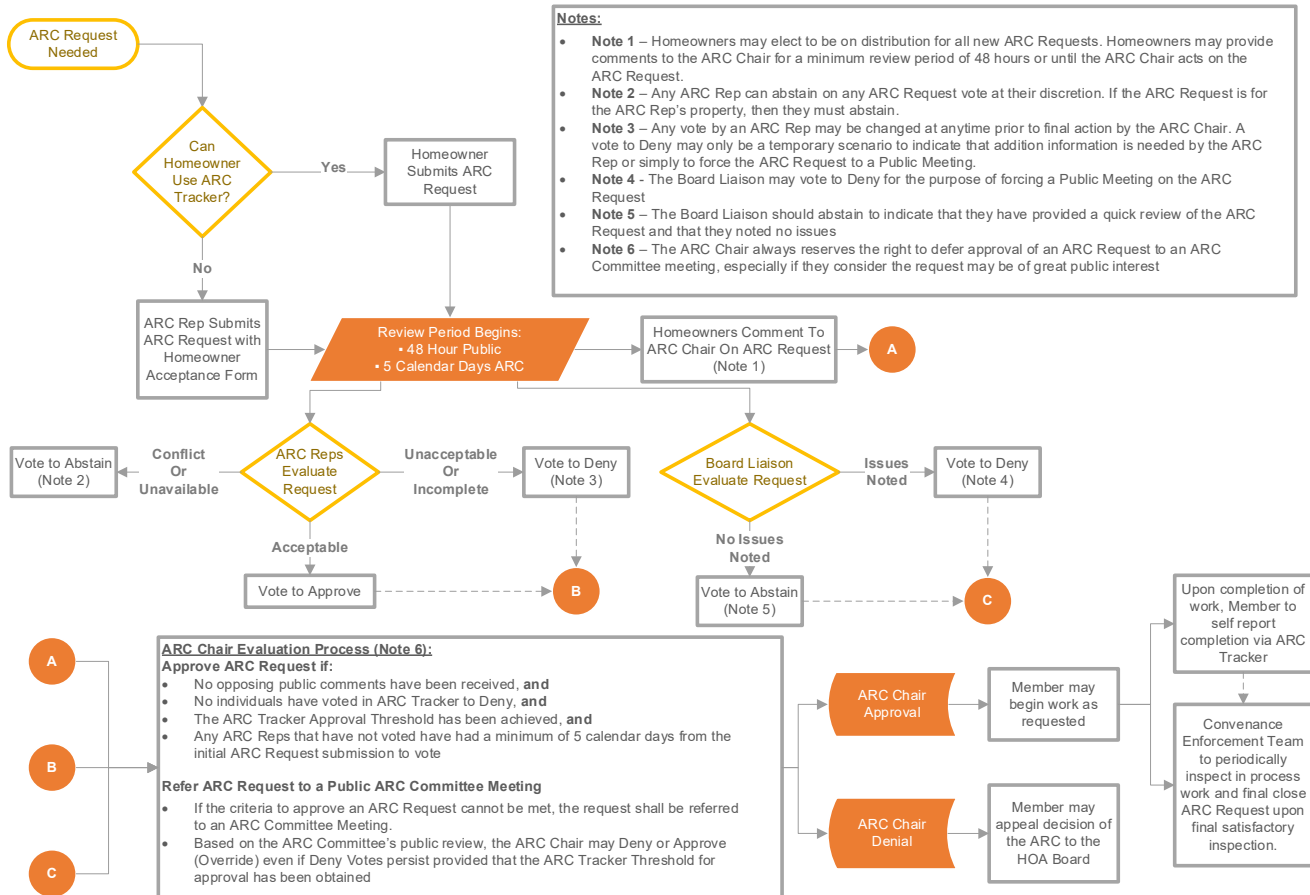 ARC Request
Needed
Can
Homeowner
Use ARC
Tracker?
Yes
Homeowner
Submits ARC
Request
No
ARC Rep Submits
ARC Request with
Homeowner
Acceptance Form
Notes:
• Note 1 – Homeowners may elect to be on distribution for all new ARC Requests. Homeowners may provide
comments to the ARC Chair for a minimum review period of 48 hours or until the ARC Chair acts on
the ARC Request.
• Note 2 – Any ARC Rep can abstain on any ARC Request vote at their discretion. If the ARC Request is for
the ARC Rep's property, then they must abstain.
• Note 3 – Any vote by an ARC Rep may be changed at anytime prior to final action by the ARC Chair. A
vote to Deny may only be a temporary scenario to indicate that addition information is needed by the ARC
Rep or simply to force the ARC Request to a Public Meeting.
• Note 4 - The Board Liaison may vote to Deny for the purpose of forcing a Public Meeting on the ARC
Request
• Note 5 – The Board Liaison should abstain to indicate that they have provided a quick review of the ARC
Request and that they noted no issues
• Note 6 – The ARC Chair always reserves the right to defer approval of an ARC Request to an ARC
Committee meeting, especially if they consider the request may be of great public interest
Review Period Begins:
▪ 48 Hour Public
▪ 5 Calendar Days ARC
Homeowners Comment To
ARC Chair On ARC Request
(Note 1)
A
Vote to Abstain
(Note 2)
Conflict
Or
Unavailable
ARC Reps
Evaluate
Request
Unacceptable
Or
Incomplete
Vote to Deny
(Note 3)
Acceptable
Vote to Approve
B
Board Liaison
Evaluate Request
Issues
Noted
Vote to Deny
(Note 4)
No Issues
Noted
Vote to Abstain
(Note 5)
C
A
B
C
ARC Chair Evaluation Process (Note 6):
Approve ARC Request if:
• No opposing public comments have been received, and
• No individuals have voted in ARC Tracker to Deny, and
• The ARC Tracker Approval Threshold has been achieved, and
• Any ARC Reps that have not voted have had a minimum of 5 calendar days from the
initial ARC Request submission to vote
Refer ARC Request to a Public ARC Committee Meeting
• If the criteria to approve an ARC Request cannot be met, the request shall be referred
to an ARC Committee Meeting.
• Based on the ARC Committee's public review, the ARC Chair may Deny or Approve
(Override) even if Deny Votes persist provided that the ARC Tracker Threshold for
approval has been obtained
ARC Chair
Approval
Member may
begin work as
requested
ARC Chair
Denial
Member may
appeal decision of
the ARC to the
HOA Board
Upon completion of
work, Member to
self report
completion via ARC
Tracker
Convenance
Enforcement Team
to periodically
inspect in process
work and final close
ARC Request upon
final satisfactory
inspection.